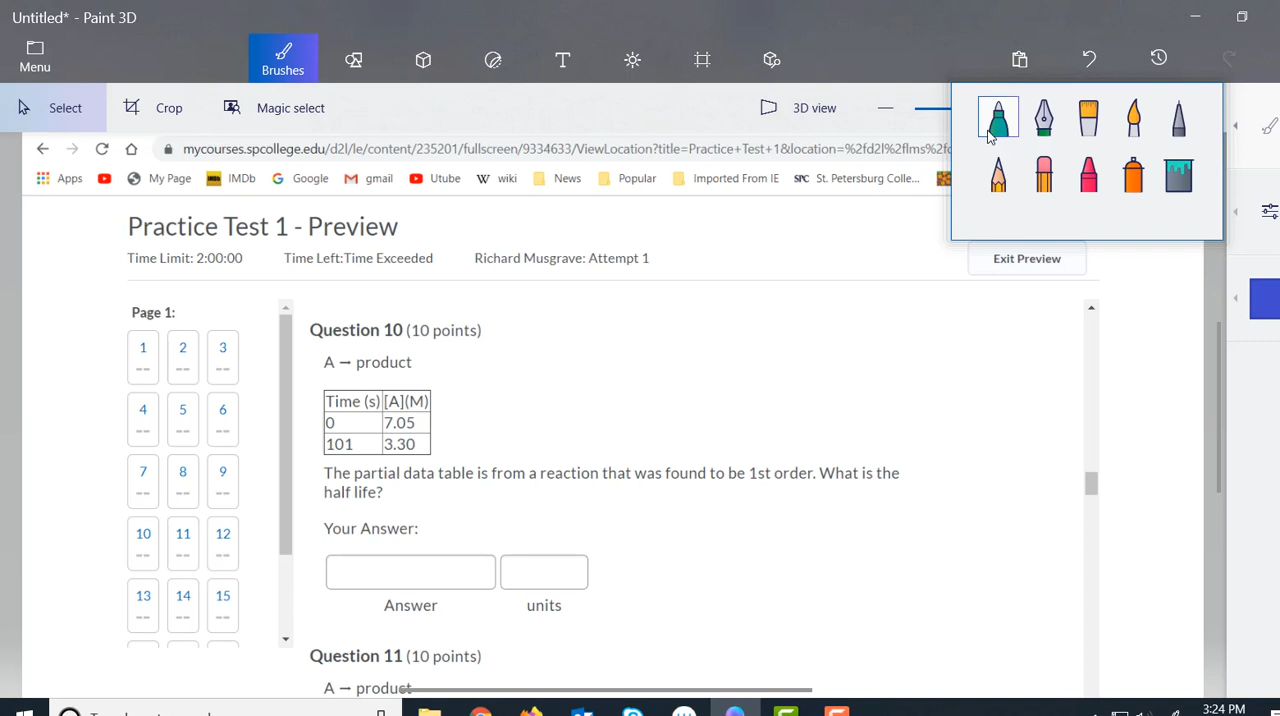 Untitled* - Paint 3D
Menu
Brushes
Select
Crop
Magic select
3D view
mycourses.spcollege.edu/d2l/le/content/235201/fullscreen/9334633/ViewLocation?title=Practice+Test+1&location=%2fd2l%2flms%2f
Apps
My Page
IMDb
Google
gmail
Utube
wiki
News
Popular
Imported From IE
SPC St. Petersburg Colle...
Practice Test 1 - Preview
Time Limit: 2:00:00 Time Left:Time Exceeded Richard Musgrave: Attempt 1
Exit Preview
Page 1:
1 2 3
-- -- --
4 5 6
-- -- --
7 8 9
-- -- --
10 11 12
-- -- --
13 14 15
-- -- --
Question 10 (10 points)
A → product
Time (s) [A](M)
0 7.05
101 3.30
The partial data table is from a reaction that was found to be 1st order. What is the
half life?
Your Answer:
Answer units
Question 11 (10 points)
A → product
3:24 PM